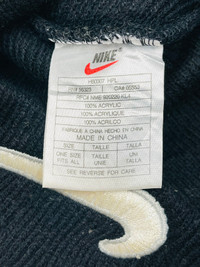 NIKE
100% ACRYLIC
100% ACRYLIQUE
100% ACRILICO
FABRIQUE A CHINA HECHO EN CHINA
MADE IN CHINA
SIZE TAILLE TALLA
ONE SIZE TAILLE UNI
FITS ALL UNIE TALLA
SEE REVERSE FOR CARE